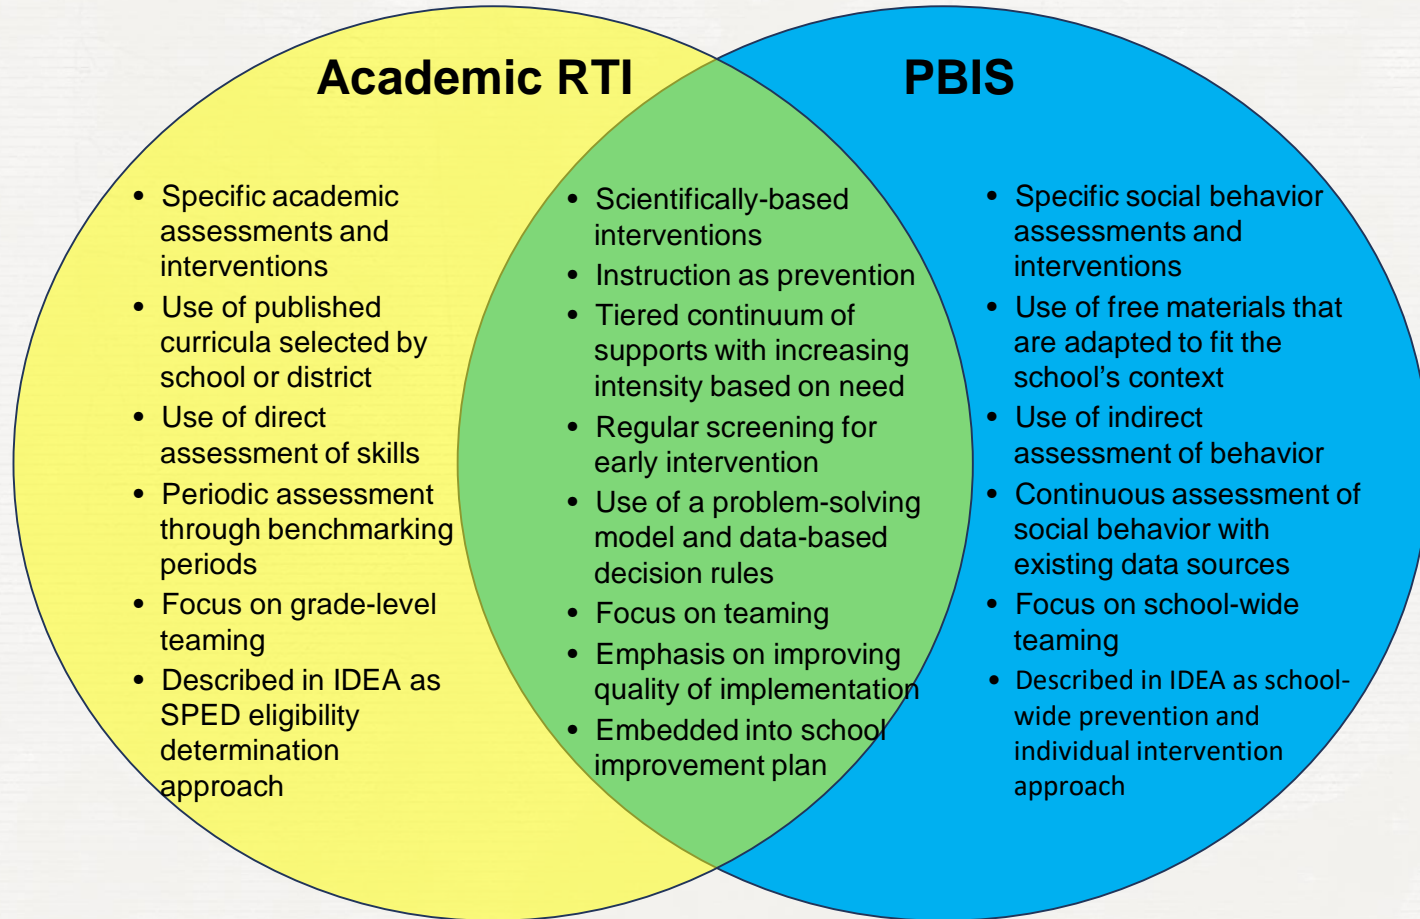 Academic RTI
• Specific academic
assessments and
interventions
• Use of published
curricula selected by
school or district
• Use of direct
assessment of skills
• Periodic assessment
through benchmarking
periods
• Focus on grade-level
teaming
• Described in IDEA as
SPED eligibility
determination
approach
• Scientifically-based
interventions
• Instruction as prevention
• Tiered continuum of
supports with increasing
intensity based on need
• Regular screening for
early intervention
• Use of a problem-solving
model and data-based
decision rules
• Focus on teaming
• Emphasis on improving
quality of implementation
• Embedded into school
improvement plan
PBIS
• Specific social behavior
assessments and
interventions
• Use of free materials that
are adapted to fit the
school’s context
• Use of indirect
assessment of behavior
• Continuous assessment of
social behavior with
existing data sources
• Focus on school-wide
teaming
• Described in IDEA as school-
wide prevention and
individual intervention
approach